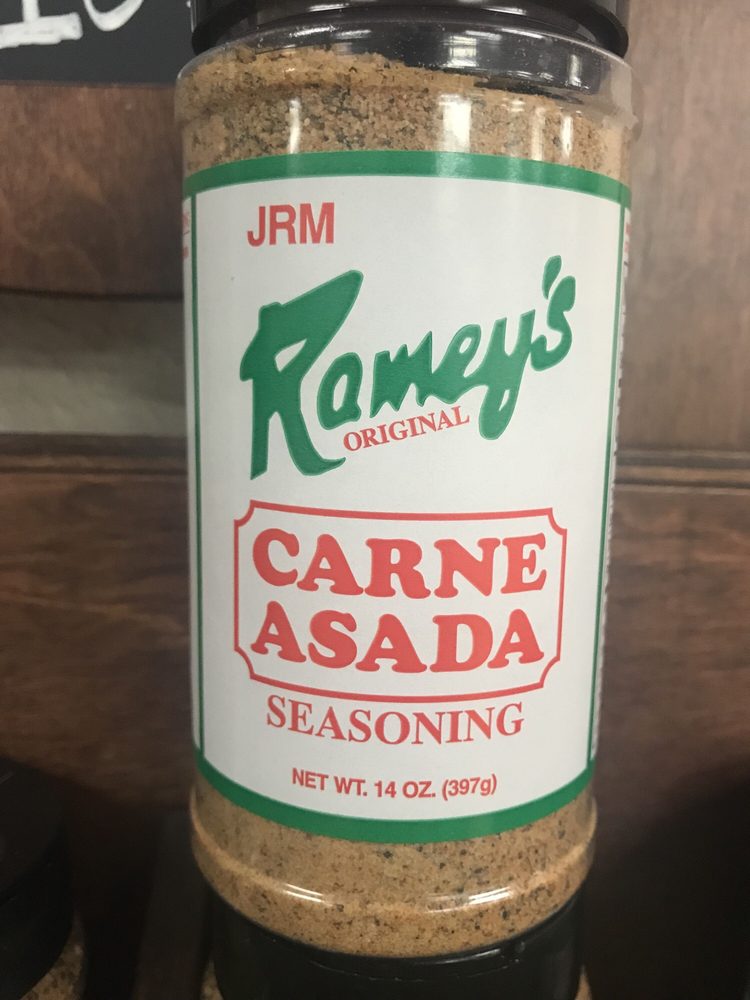 JRM
Ramey's
ORIGINAL
CARNE
ASADA
SEASONING
NET WT. 14 OZ. (397g)